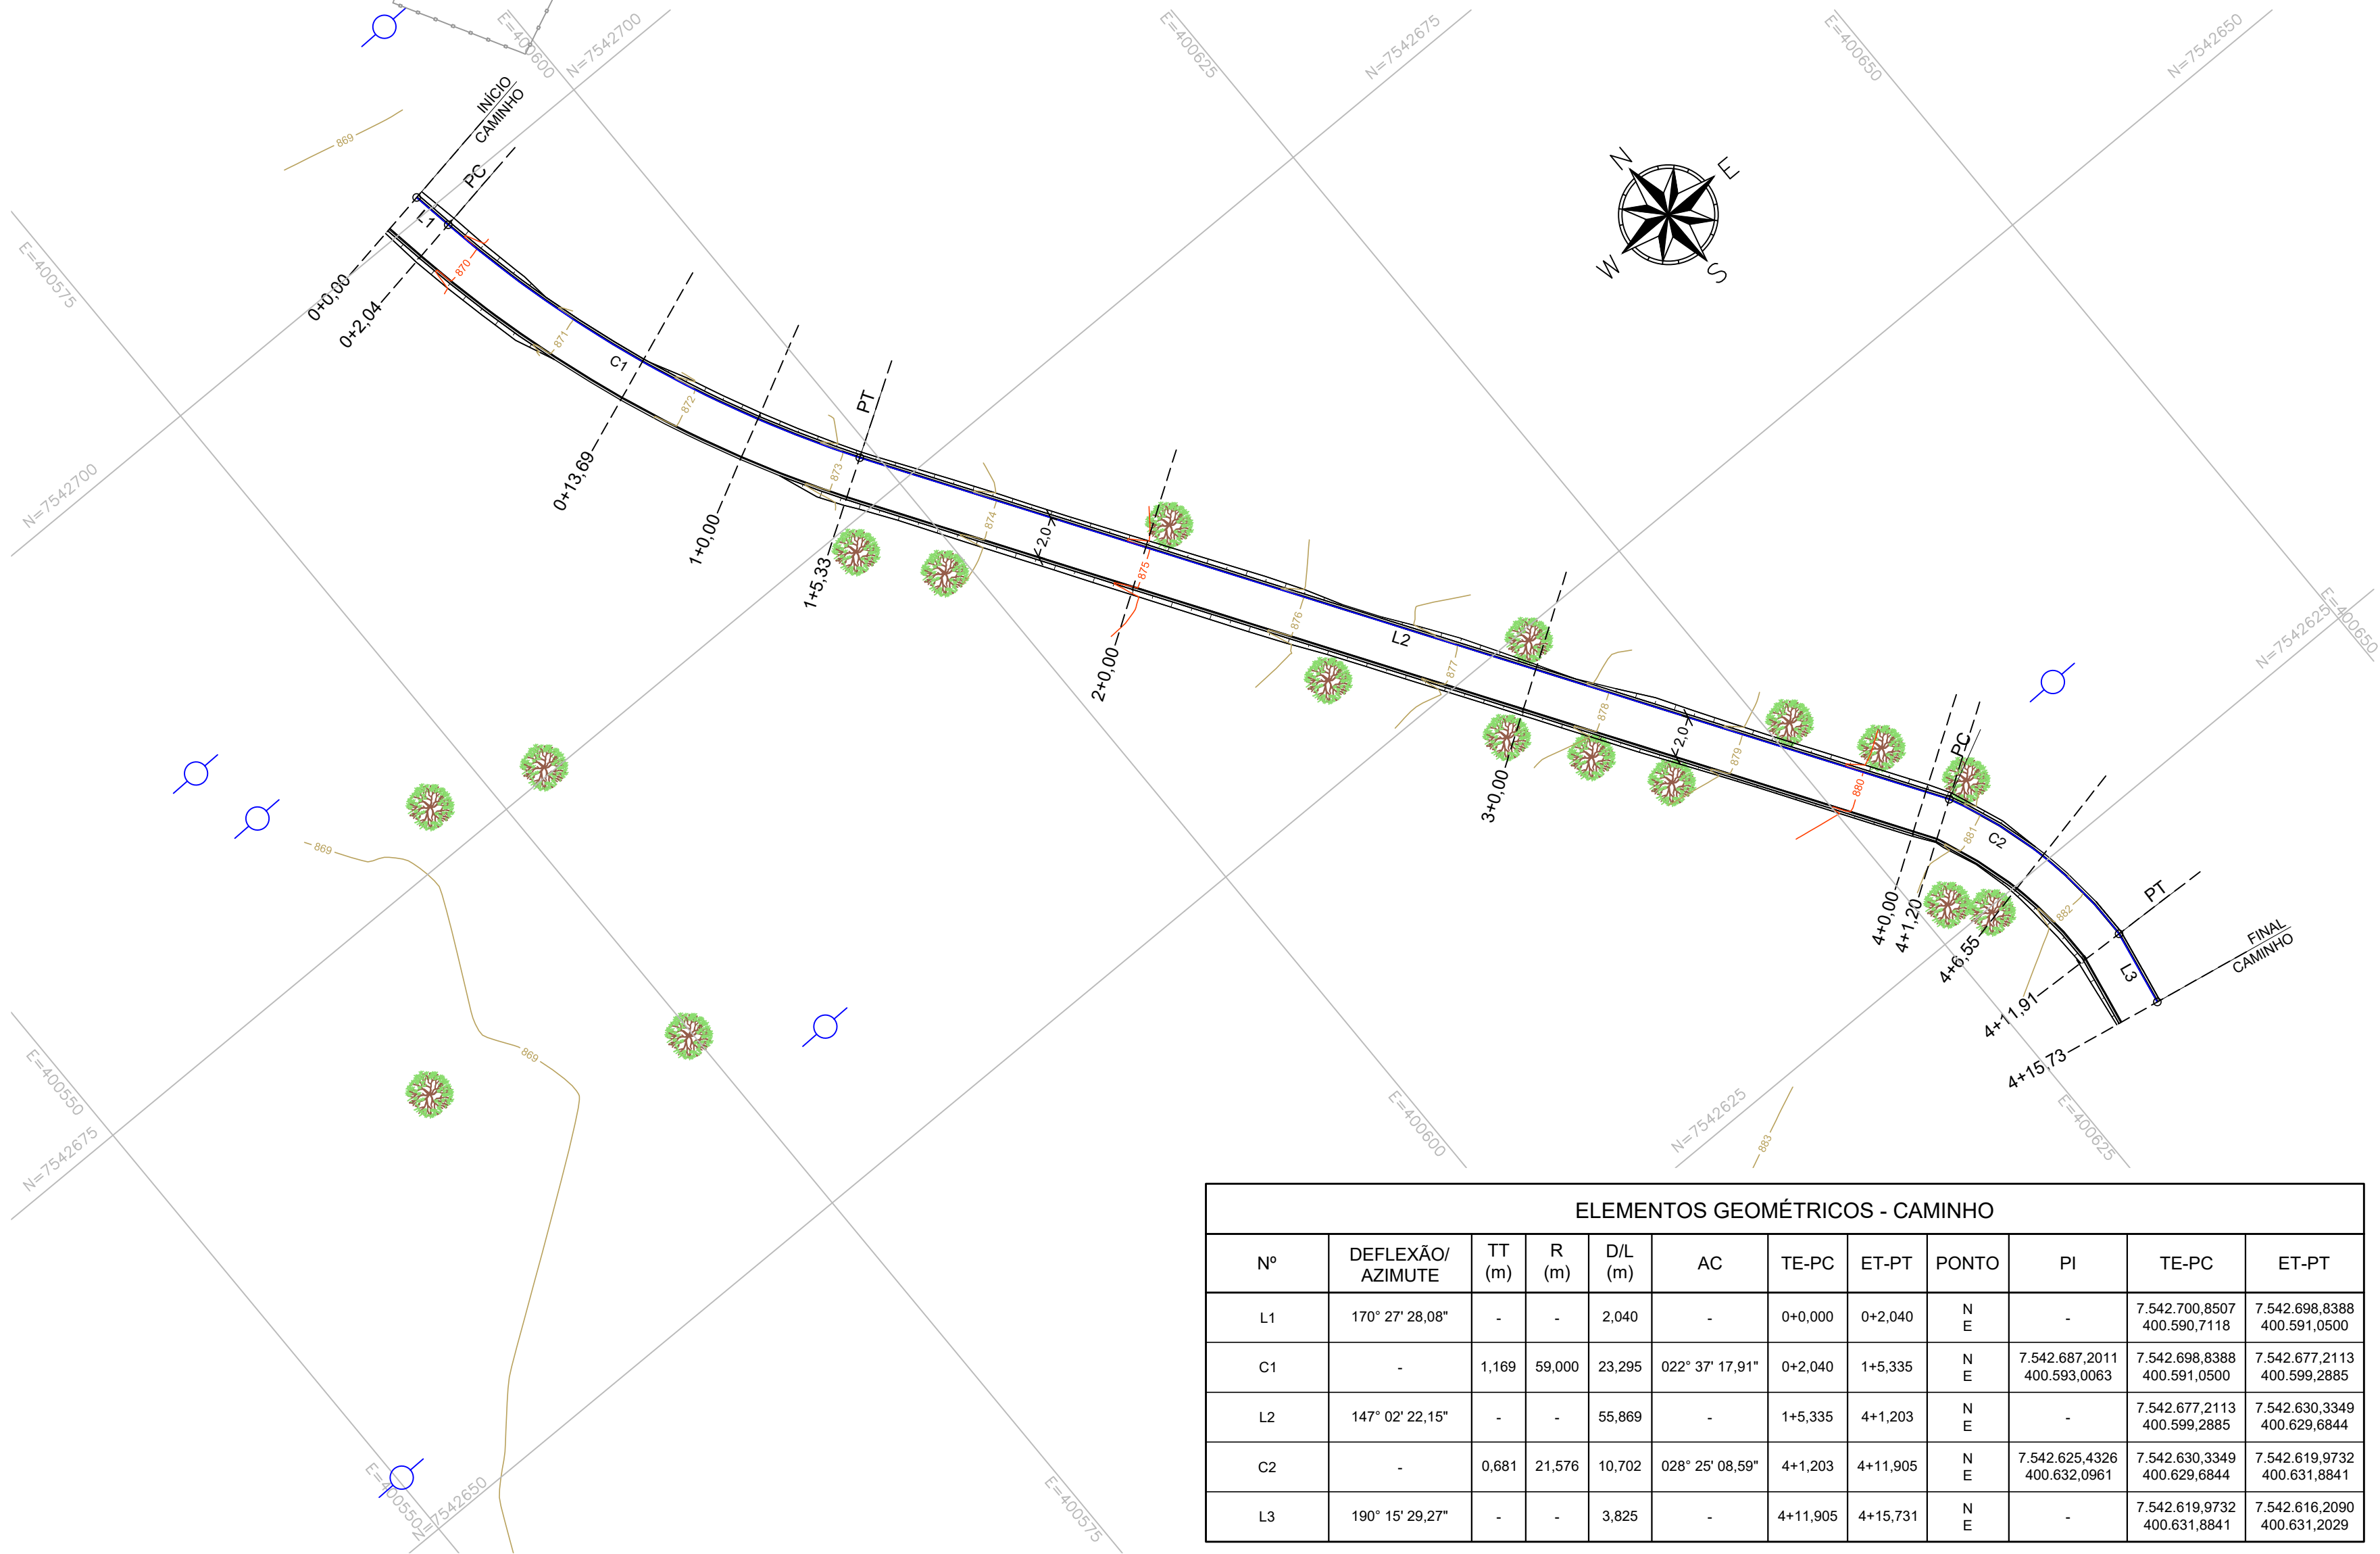 E=400600
N=7542700
E=400625
N=7542675
E=400650
N=7542650
INÍCIO
CAMINHO
PC
869
L1
N
E
W
S
E=400575
0+0,00
0+2,04
870
871
C1
872
0+13,69
1+0,00
PT
873
1+5,33
N=7542700
874
2.0
875
2+0,00
876
L2
877
3+0,00
878
2.0
879
880
N=7542625
E=400650
PC
4+0,00
4+1,20
881
C2
4+6,55
882
PT
4+11,91
L3
FINAL
CAMINHO
4+15,73
869
869
E=400550
N=7542675
E=400600
N=7542625
E=400625
883
E=400550
N=7542650
E=400575
ELEMENTOS GEOMÉTRICOS - CAMINHO
Nº DEFLEXÃO/ AZIMUTE TT (m) R (m) D/L (m) AC TE-PC ET-PT PONTO PI TE-PC ET-PT
L1 170° 27' 28,08" - - 2,040 - 0+0,000 0+2,040 N E - 7.542.700,8507 400.590,7118 7.542.698,8388 400.591,0500
C1 - 1,169 59,000 23,295 022° 37' 17,91" 0+2,040 1+5,335 N E 7.542.687,2011 400.593,0063 7.542.698,8388 400.591,0500 7.542.677,2113 400.599,2885
L2 147° 02' 22,15" - - 55,869 - 1+5,335 4+1,203 N E - 7.542.677,2113 400.599,2885 7.542.630,3349 400.629,6844
C2 - 0,681 21,576 10,702 028° 25' 08,59" 4+1,203 4+11,905 N E 7.542.625,4326 400.632,0961 7.542.630,3349 400.629,6844 7.542.619,9732 400.631,8841
L3 190° 15' 29,27" - - 3,825 - 4+11,905 4+15,731 N E - 7.542.619,9732 400.631,8841 7.542.616,2090 400.631,2029